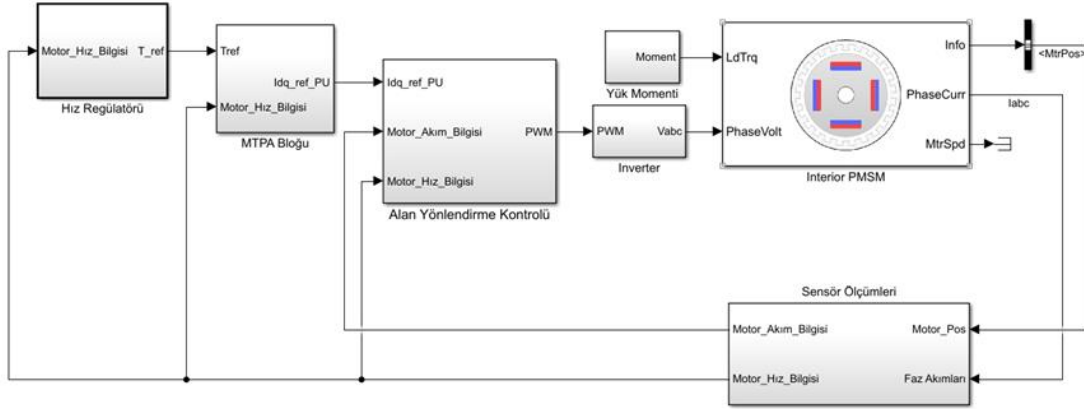 Motor_Hız_Bilgisi
T_ref
Hız Regülatörü
Tref
Idq_ref_PU
Motor_Hız_Bilgisi
MTPA Bloğu
Idq_ref_PU
Motor_Akım_Bilgisi
PWM
Motor_Hız_Bilgisi
Alan Yönlendirme Kontrolü
Moment
Yük Momenti
PWM
Vabc
Inverter
LdTrq
PhaseVolt
Info
PhaseCurr
MtrSpd
Interior PMSM
<MtrPos>
Iabc
Sensör Ölçümleri
Motor_Akım_Bilgisi
Motor_Pos
Motor_Hız_Bilgisi
Faz Akımları